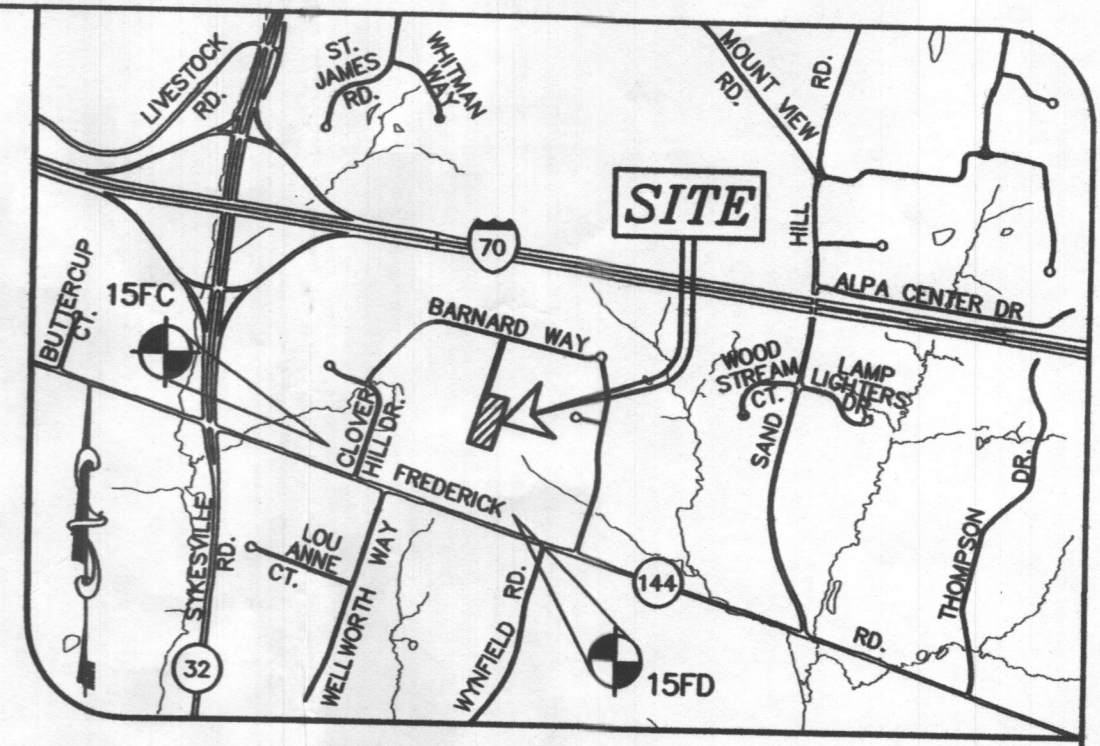 LIVESTOCK
RD.
ST.
JAMES
RD.
WHITMAN
WAY
MOUNT VIEW
RD.
RD.
SITE
HILL
70
ALPA CENTER DR
BUTTERCUP
CT.
15FC
BARNARD WAY
WOOD
STREAM
CT.
LAMP
LIGHTERS
DR.
CLOVER
HILL DR.
SAND
FREDERICK
DR.
SYKESVILLE
RD.
LOU
ANNE
CT.
WELLWORTH WAY
WYNFIELD RD.
144
THOMPSON
RD.
32
15FD